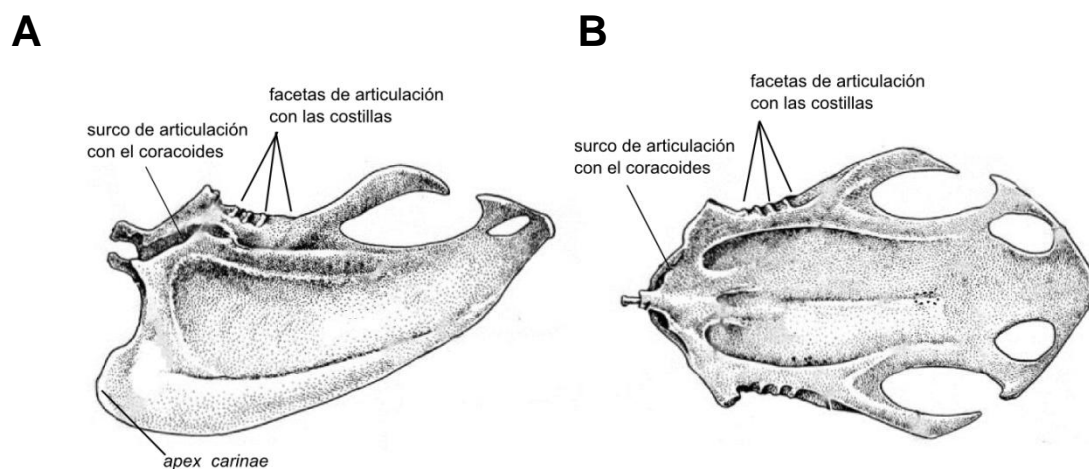 A
facetas de articulación
con las costillas
surco de articulación
con el coracoides
apex carinae
B
facetas de articulación
con las costillas
surco de articulación
con el coracoides